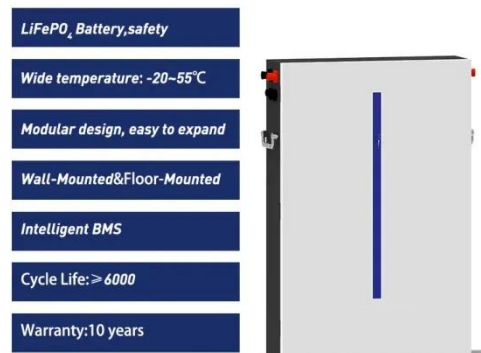 LiFePO₄ Battery,safety
Wide temperature: -20~55℃
Modular design, easy to expand
Wall-Mounted&Floor-Mounted
Intelligent BMS
Cycle Life:≥6000
Warranty:10 years